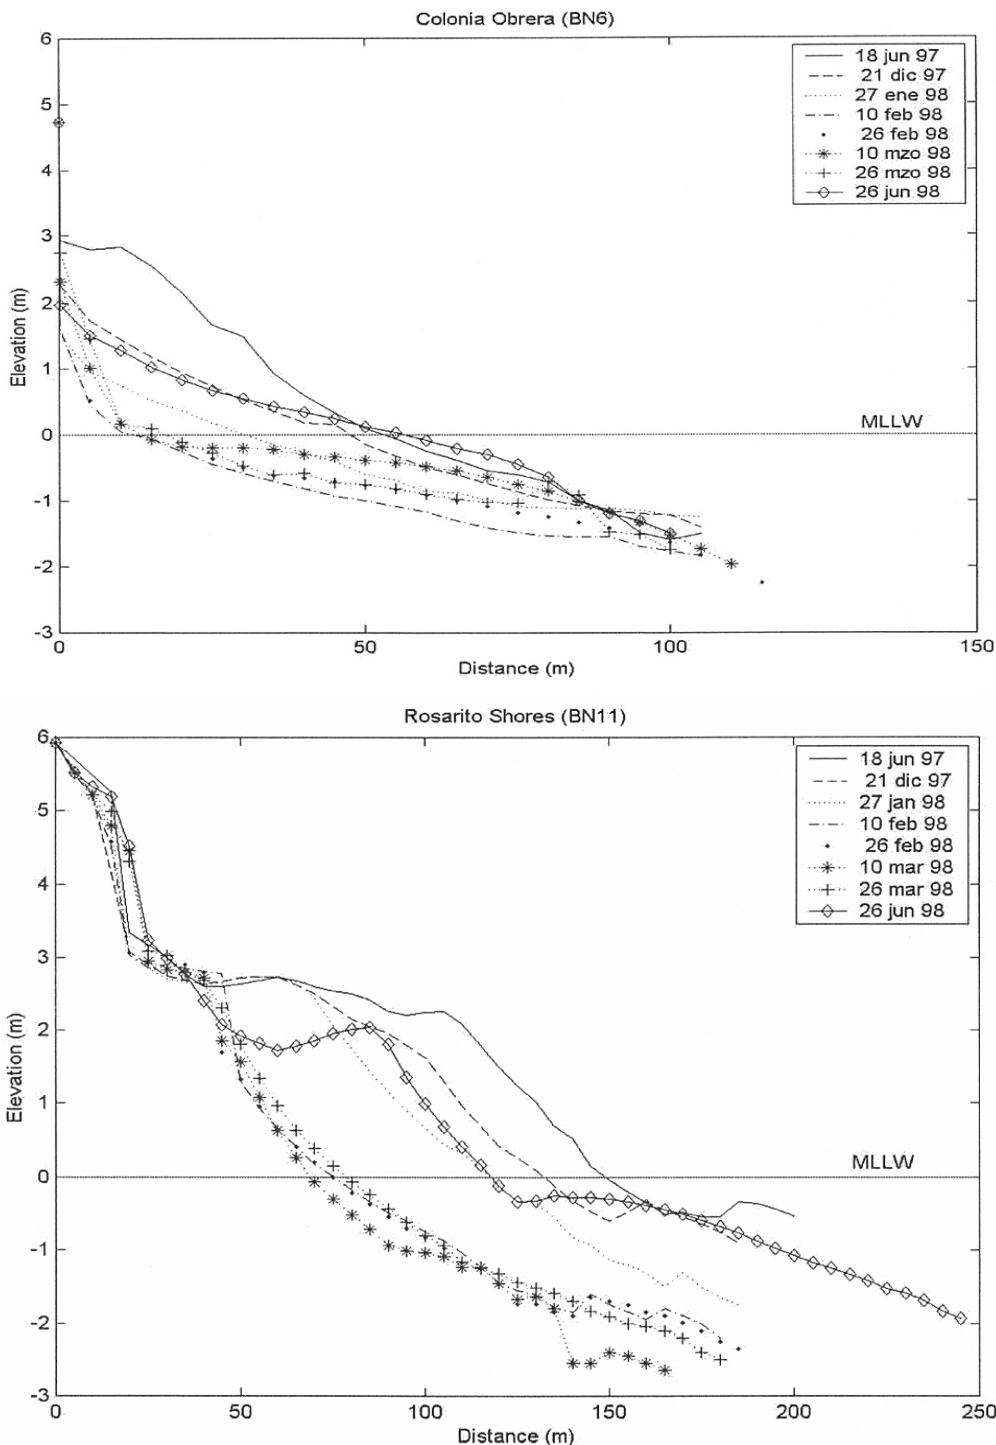 Colonia Obrera (BN6)
6
5
4
3
2
1
0
-1
-2
-3
Elevation (m)
18 jun 97
21 dic 97
27 ene 98
10 feb 98
26 feb 98
10 mzo 98
26 mzo 98
26 jun 98
MLLW
0
50
100
150
Distance (m)
Rosarito Shores (BN11)
6
5
4
3
2
1
0
-1
-2
-3
Elevation (m)
18 jun 97
21 dic 97
27 jan 98
10 feb 98
26 feb 98
10 mar 98
26 mar 98
26 jun 98
MLLW
0
50
100
150
200
250
Distance (m)